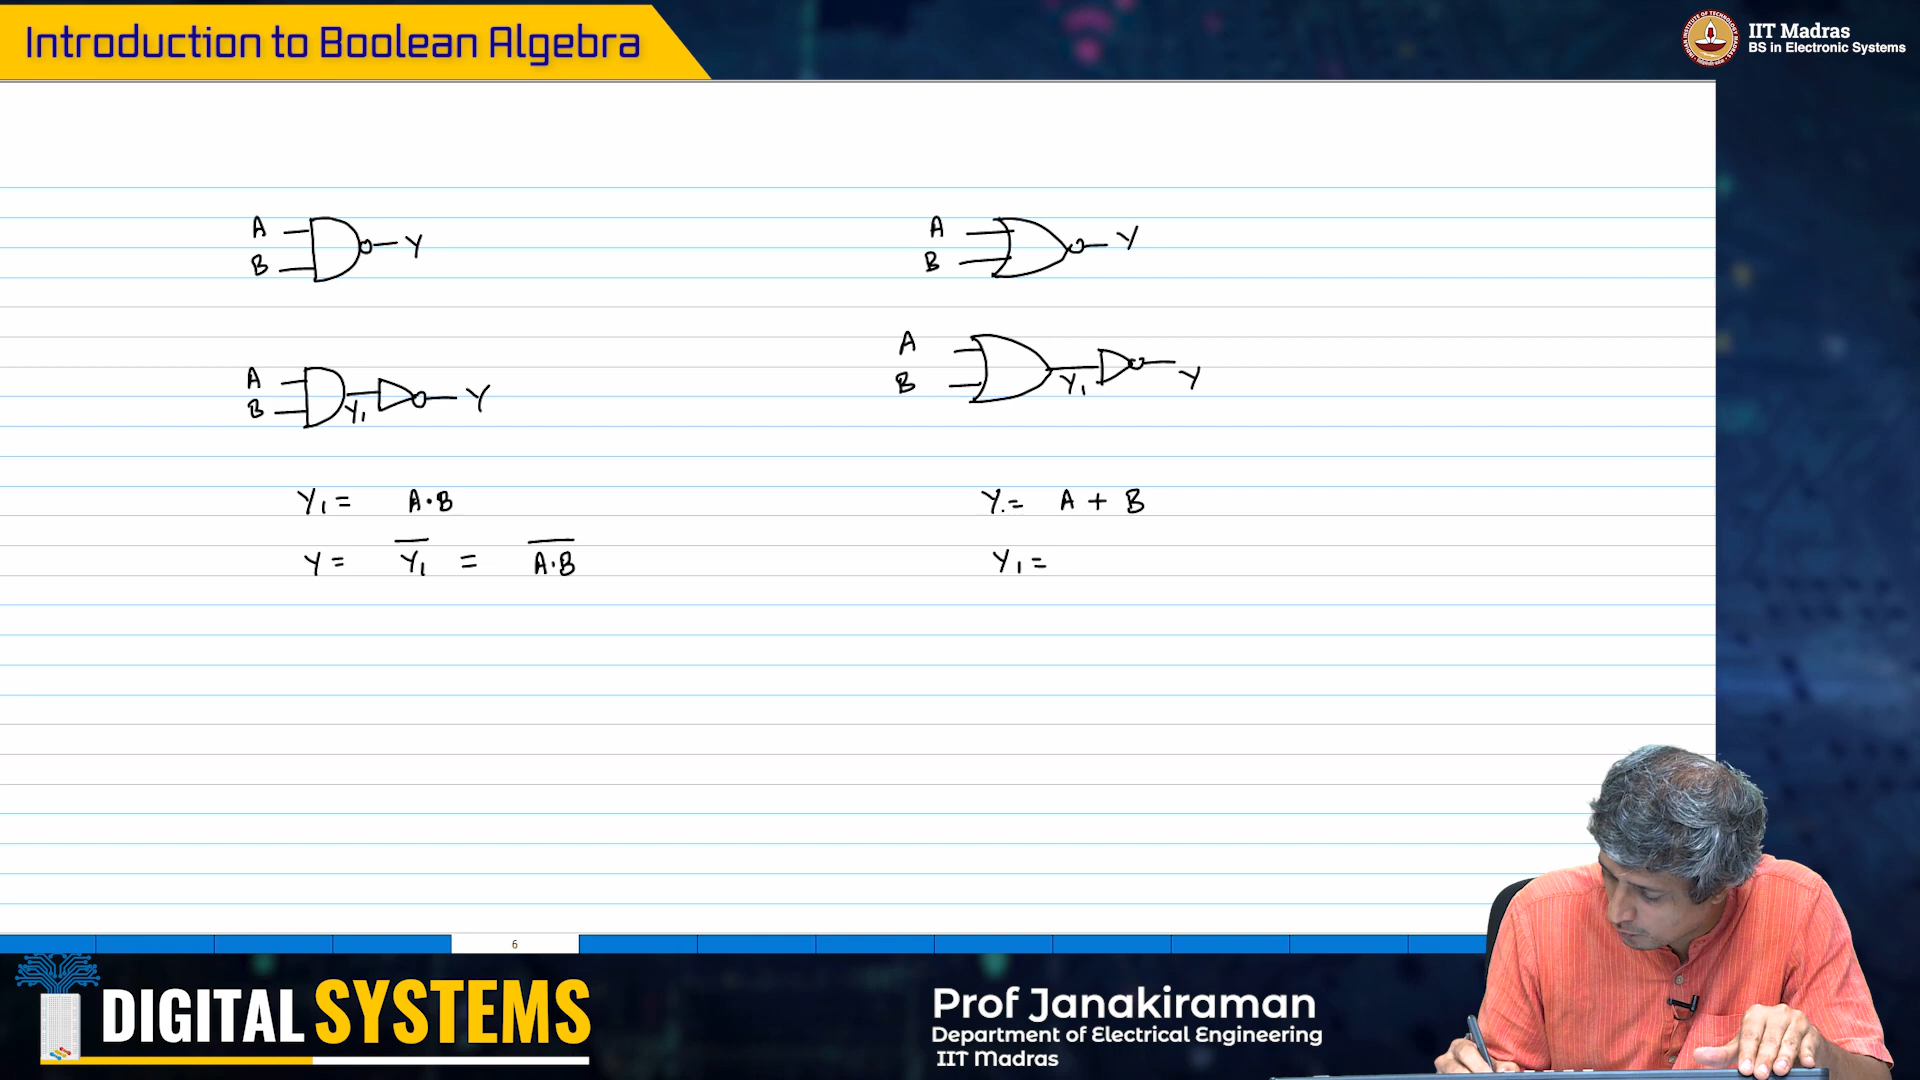 Introduction to Boolean Algebra
IIT Madras
BS in Electronic Systems
A
B
Y
A
B
Y
A
B
Y₁
Y
A
B
Y₁
Y
Y₁ = A·B
Y = Y̅₁ = A̅·̅B̅
Y. = A + B
Y₁ =
6
DIGITAL SYSTEMS
Prof Janakiraman
Department of Electrical Engineering
IIT Madras